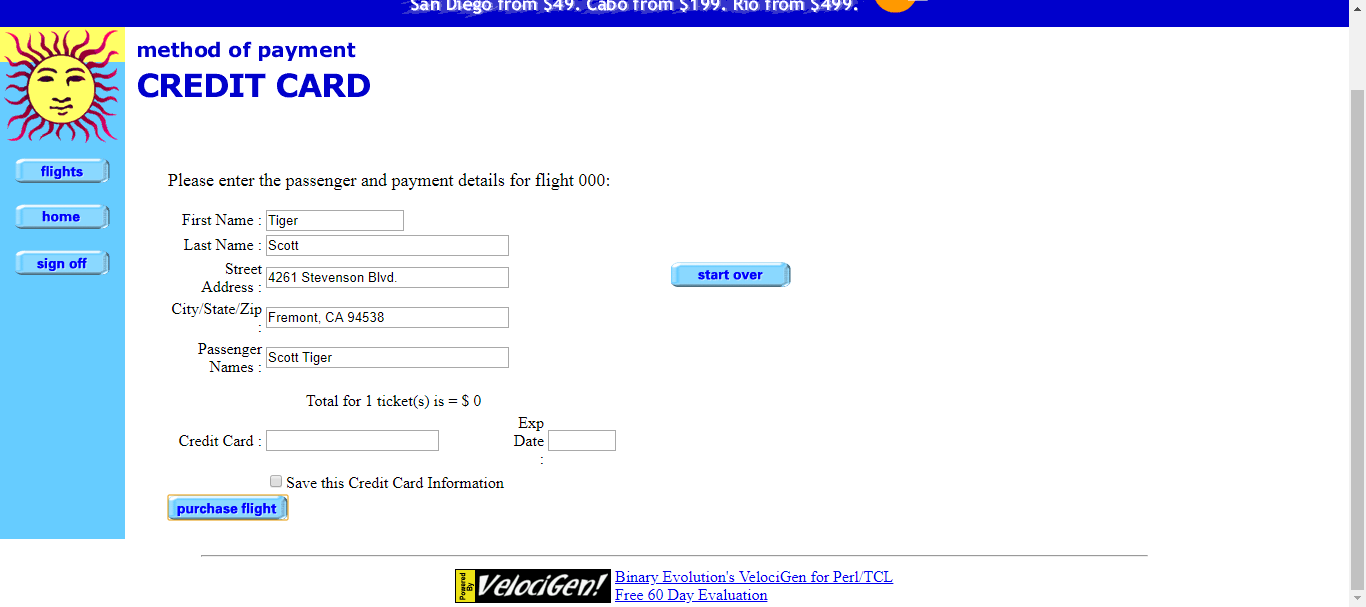 San Diego from $49. Cabo from $199. Rio from $499.
method of payment
CREDIT CARD
flights
home
sign off
Please enter the passenger and payment details for flight 000:
First Name : Tiger
Last Name : Scott
Street
Address : 4261 Stevenson Blvd.
start over
City/State/Zip
: Fremont, CA 94538
Passenger
Names : Scott Tiger
Total for 1 ticket(s) is = $ 0
Credit Card :
Exp
Date
:
Save this Credit Card Information
purchase flight
Powered
By
VelociGen!
Binary Evolution's VelociGen for Perl/TCL
Free 60 Day Evaluation